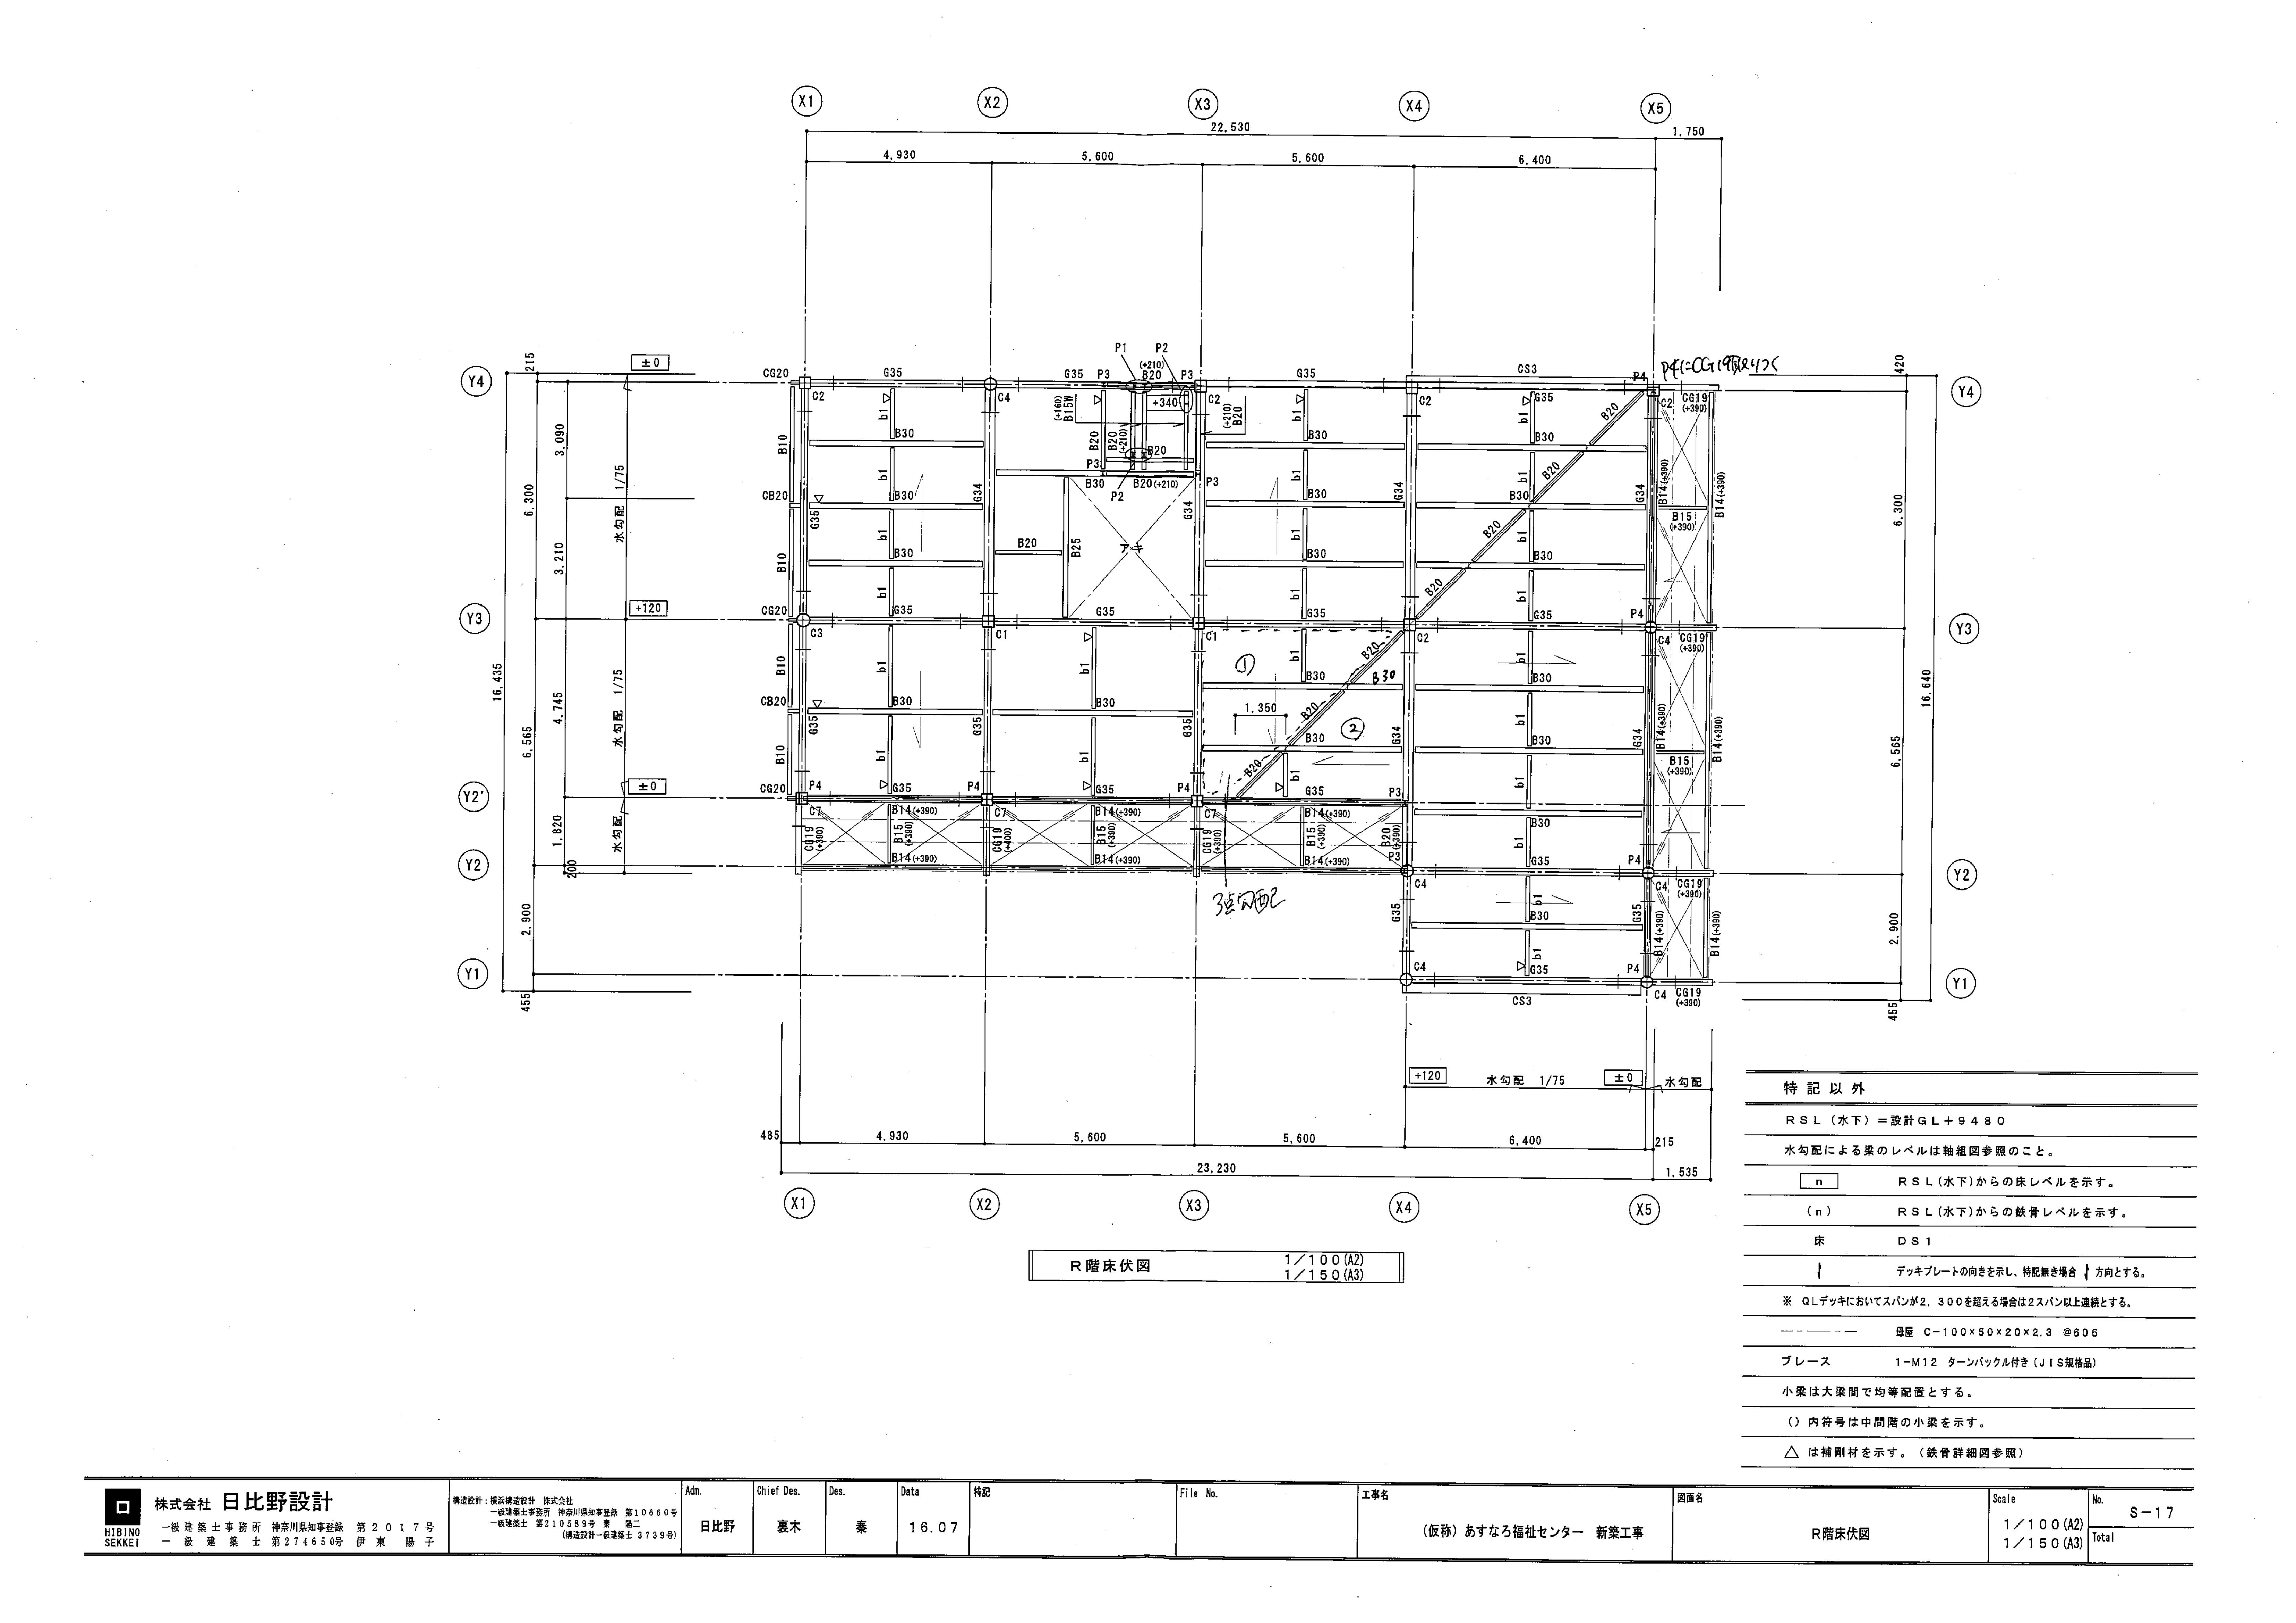 X1 X2 X3 X4 X5
22,530 1,750
4,930 5,600 5,600 6,400
215 ±0 P1 P2 420
CS3
Y4 CG20 G35 G35 P3 (+210) B20 P3 G35 P4 Y4
C2 C4 +340 C2 C2 G35 B20 C2 CG19 (+390)
b1 (+160) B15W (+210) B20 b1 b1
3,090 B10 B30 B20 B20 (+210) B20 B30 B30 B14(+390) B14(+390)
水勾配 1/75
6,300 b1 P3 b1 b1 B20 6,300
CB20 B30 G34 B30 B20(+210) P3 B30 G34 B30 G34 B15 (+390)
P2
G35 G34 B20
3,210 b1 B20 B25 アキ b1 b1
B10 B30 B30 B30
b1 b1 B20 b1
+120
Y3 CG20 G35 G35 G35 G35 P4 Y3
C3 C1 C1 C2 C4 CG19 (+390)
16,435 16,640
B10 b1 b1 ① b1 B20 b1
B30 B30 B30
水勾配 1/75
4,745 CB20 B30 B30 1,350 B20 b1 B14(+390) B14(+390)
6,565 G35 G35 G35 ② G34 G34 6,565
B30 B30
B10 b1 b1 B20 b1 b1 B15 (+390)
±0
Y2' CG20 P4 G35 P4 G35 P4 G35 P3
C7 B14(+390) C7 B14(+390) C7 B14(+390)
1,820 水勾配 CG19 (+390) B15 (+390) CG19 (+400) B15 (+390) CG19 (+390) B15 (+390) B20 (+390) B30
b1
B14(+390) B14(+390) B14(+390) P3 G35 P4
Y2 Y2
200 C4 C4 CG19 (+390)
3点勾配
2,900 G35 b1 B30 G35 B14(+390) B14(+390) 2,900
b1
Y1 C4 G35 P4 Y1
C4 CG19 (+390)
455 CS3 455
+120 水勾配 1/75 ±0 水勾配
485 4,930 5,600 5,600 6,400 215
23,230 1,535
X1 X2 X3 X4 X5
R階床伏図 1／100(A2)
1／150(A3)
特記以外
RSL（水下）＝設計GL＋9480
水勾配による梁のレベルは軸組図参照のこと。
n RSL(水下)からの床レベルを示す。
(n) RSL(水下)からの鉄骨レベルを示す。
床 DS1
デッキプレートの向きを示し、特記無き場合 方向とする。
※ QLデッキにおいてスパンが2，300を超える場合は2スパン以上連続とする。
母屋 C−100×50×20×2.3 @606
ブレース 1−M12 ターンバックル付き（JIS規格品）
小梁は大梁間で均等配置とする。
（）内符号は中間階の小梁を示す。
△ は補剛材を示す。（鉄骨詳細図参照）
HIBINO SEKKEI
株式会社 日比野設計
一級建築士事務所 神奈川県知事登録 第2017号
一級建築士 第274650号 伊東 陽子
構造設計：横浜構造設計 株式会社
一級建築士事務所 神奈川県知事登録 第10660号
一級建築士 第210589号 秦 陽二
（構造設計一級建築士 3739号）
Adm. 日比野
Chief Des. 裏木
Des. 秦
Data 16.07
特記
File No.
工事名 （仮称）あすなろ福祉センター 新築工事
図面名 R階床伏図
Scale 1／100(A2)
1／150(A3)
No. S−17
Total